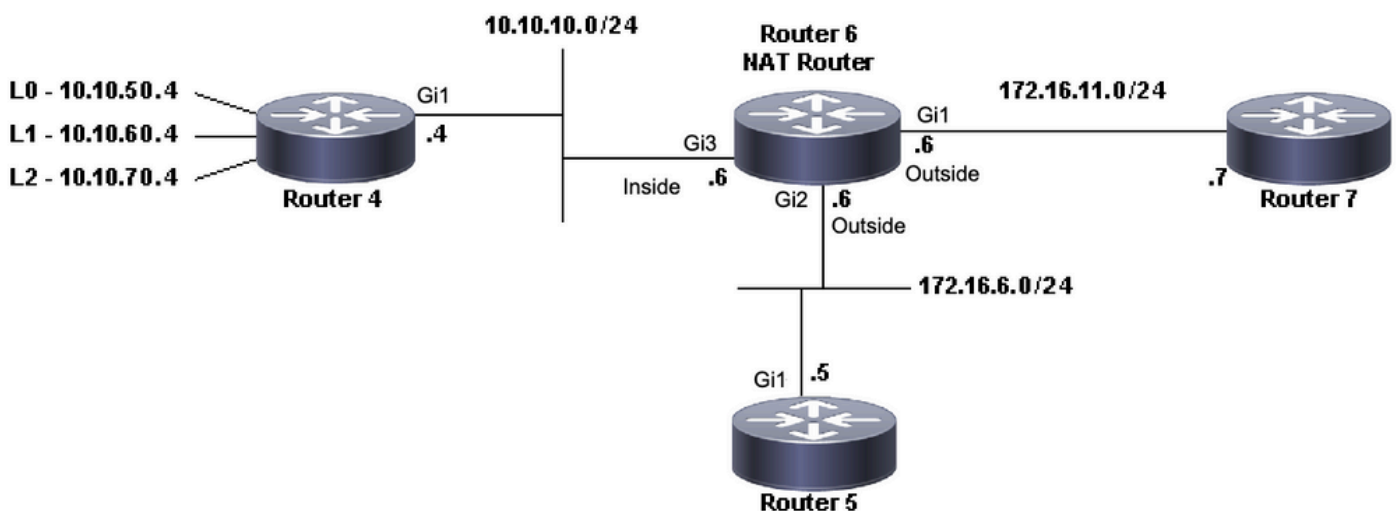 10.10.10.0/24
Router 6
NAT Router
L0 - 10.10.50.4
L1 - 10.10.60.4
L2 - 10.10.70.4
Gi1
.4
Router 4
Gi3
Inside
.6
Gi1
.6
Outside
172.16.11.0/24
.7
Router 7
Gi2
.6
Outside
172.16.6.0/24
Gi1
.5
Router 5